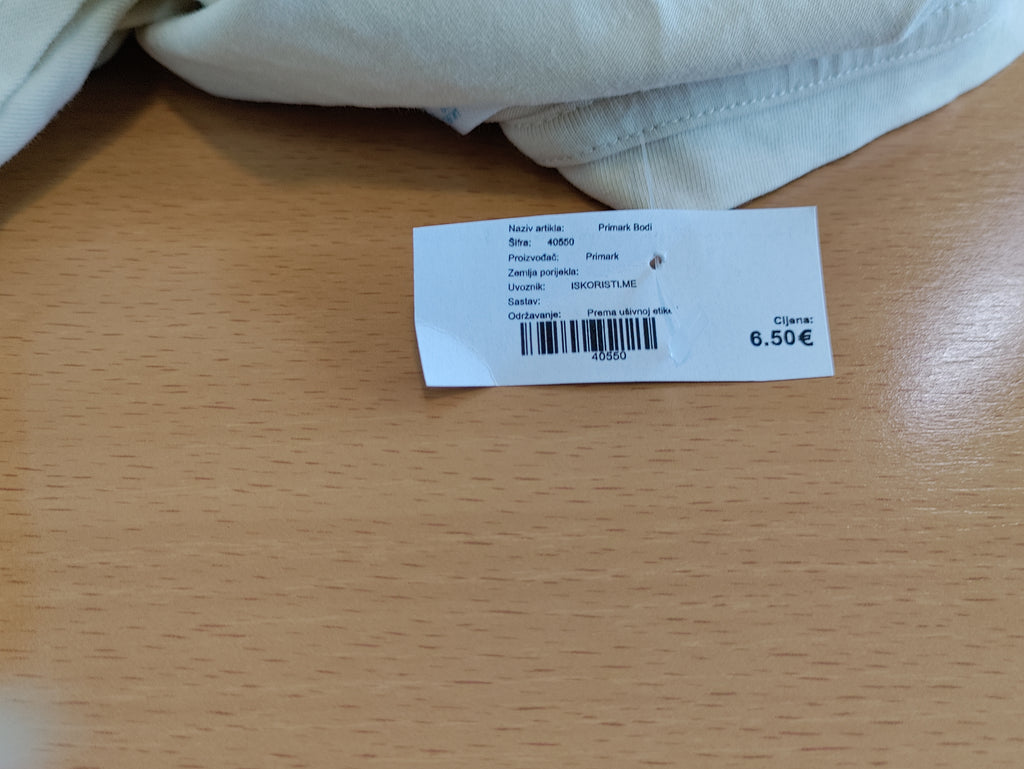 Naziv artikla: Primark Bodi
Šifra: 40550
Proizvođač: Primark
Zemlja porijekla:
Uvoznik: ISKORISTI.ME
Sastav:
Održavanje: Prema ušivnoj etike
40550
Cijena:
6.50€